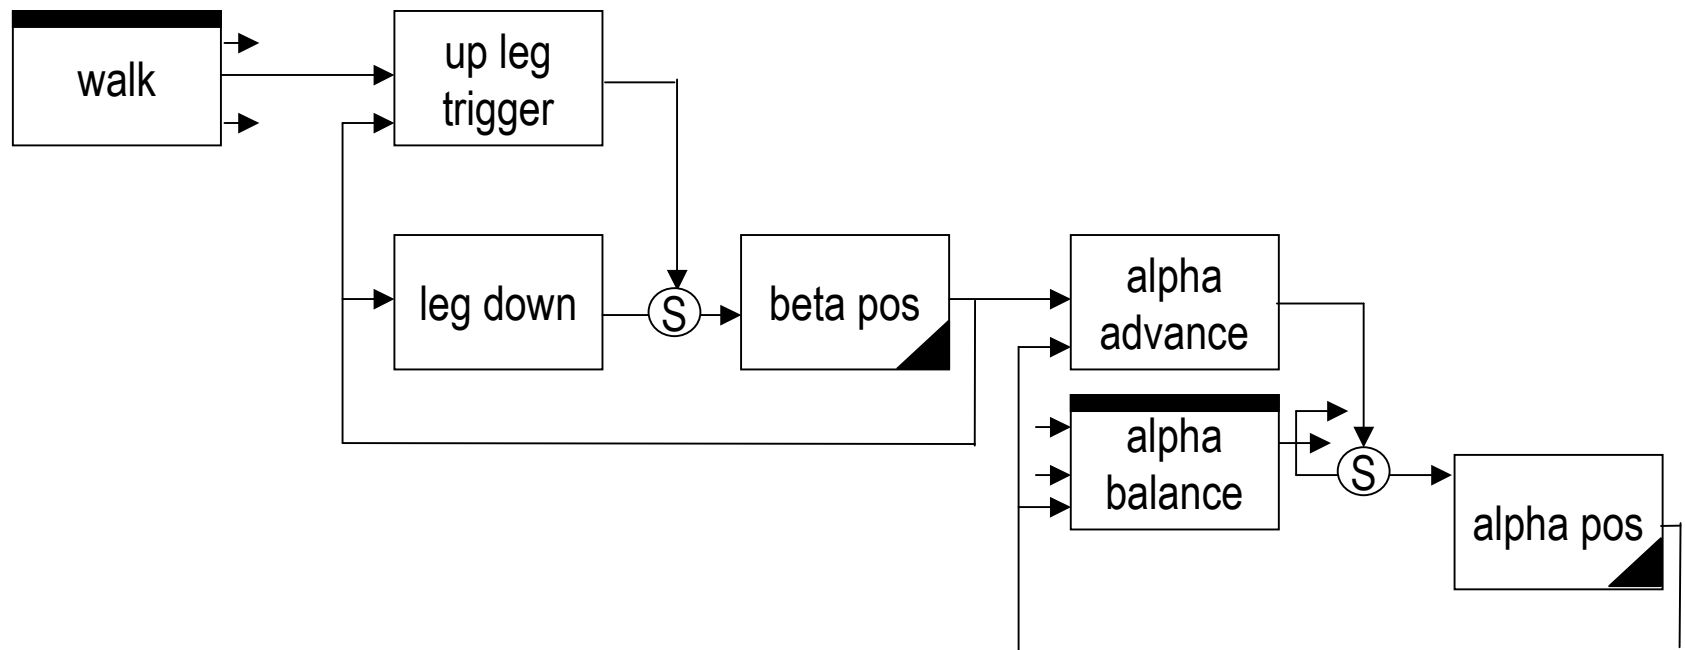 walk
up leg
trigger
leg down
S
beta pos
alpha
advance
alpha
balance
S
alpha pos